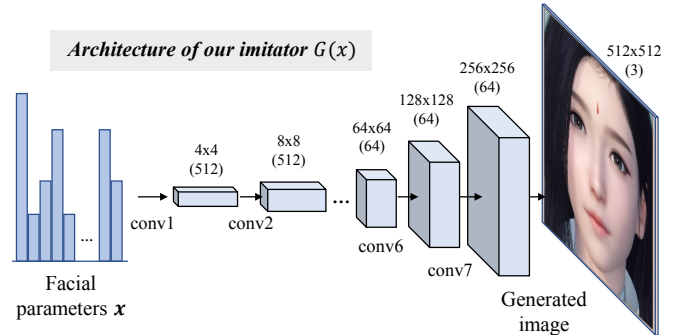 Architecture of our imitator G(x)
512x512
(3)
256x256
(64)
128x128
(64)
64x64
(64)
8x8
(512)
4x4
(512)
...
...
conv1
conv2
conv6
conv7
Facial
parameters x
Generated
image